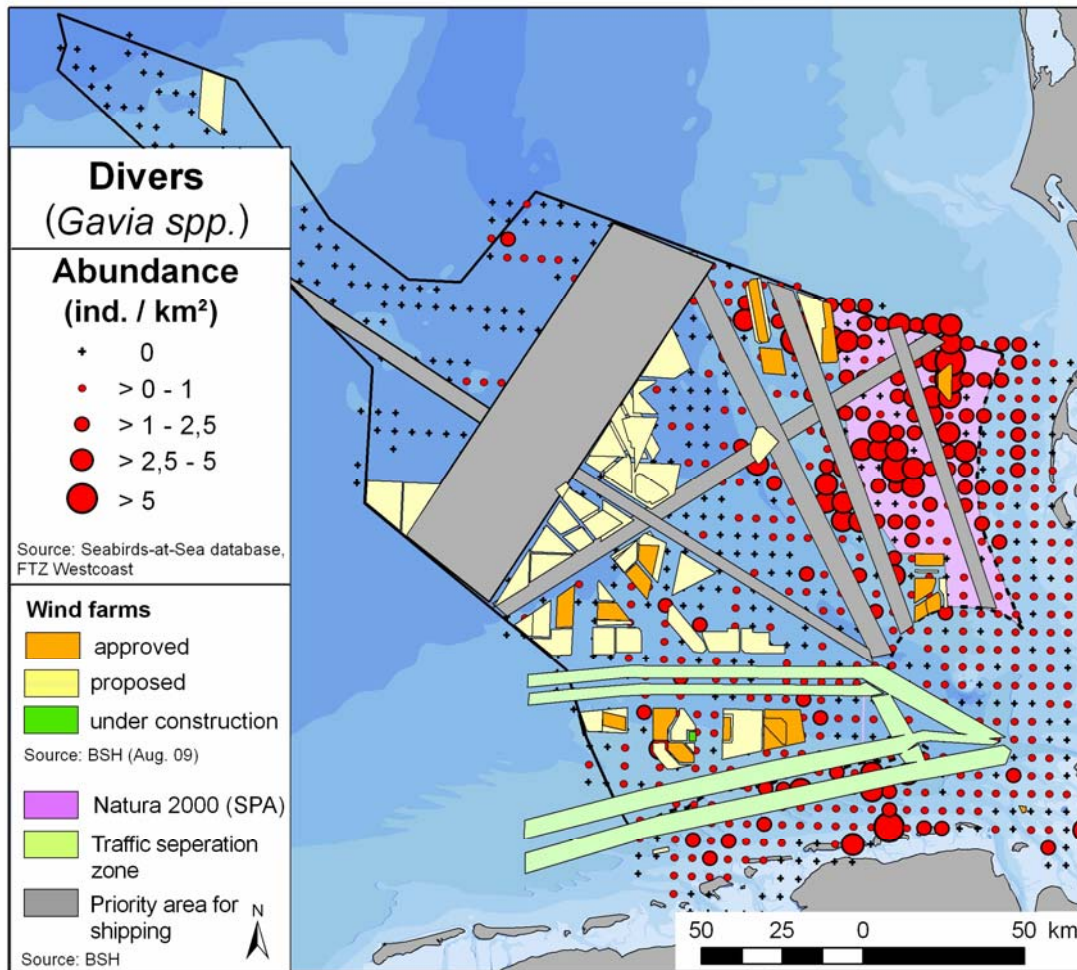 Divers
(Gavia spp.)
Abundance
(ind. / km²)
0
> 0 - 1
> 1 - 2,5
> 2,5 - 5
> 5
Source: Seabirds-at-Sea database,
FTZ Westcoast
Wind farms
approved
proposed
under construction
Source: BSH (Aug. 09)
Natura 2000 (SPA)
Traffic seperation
zone
Priority area for
shipping
N
Source: BSH
50 25 0 50 km